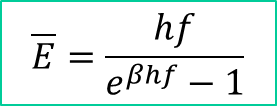 E̅ = hf / (e^{βhf} − 1)